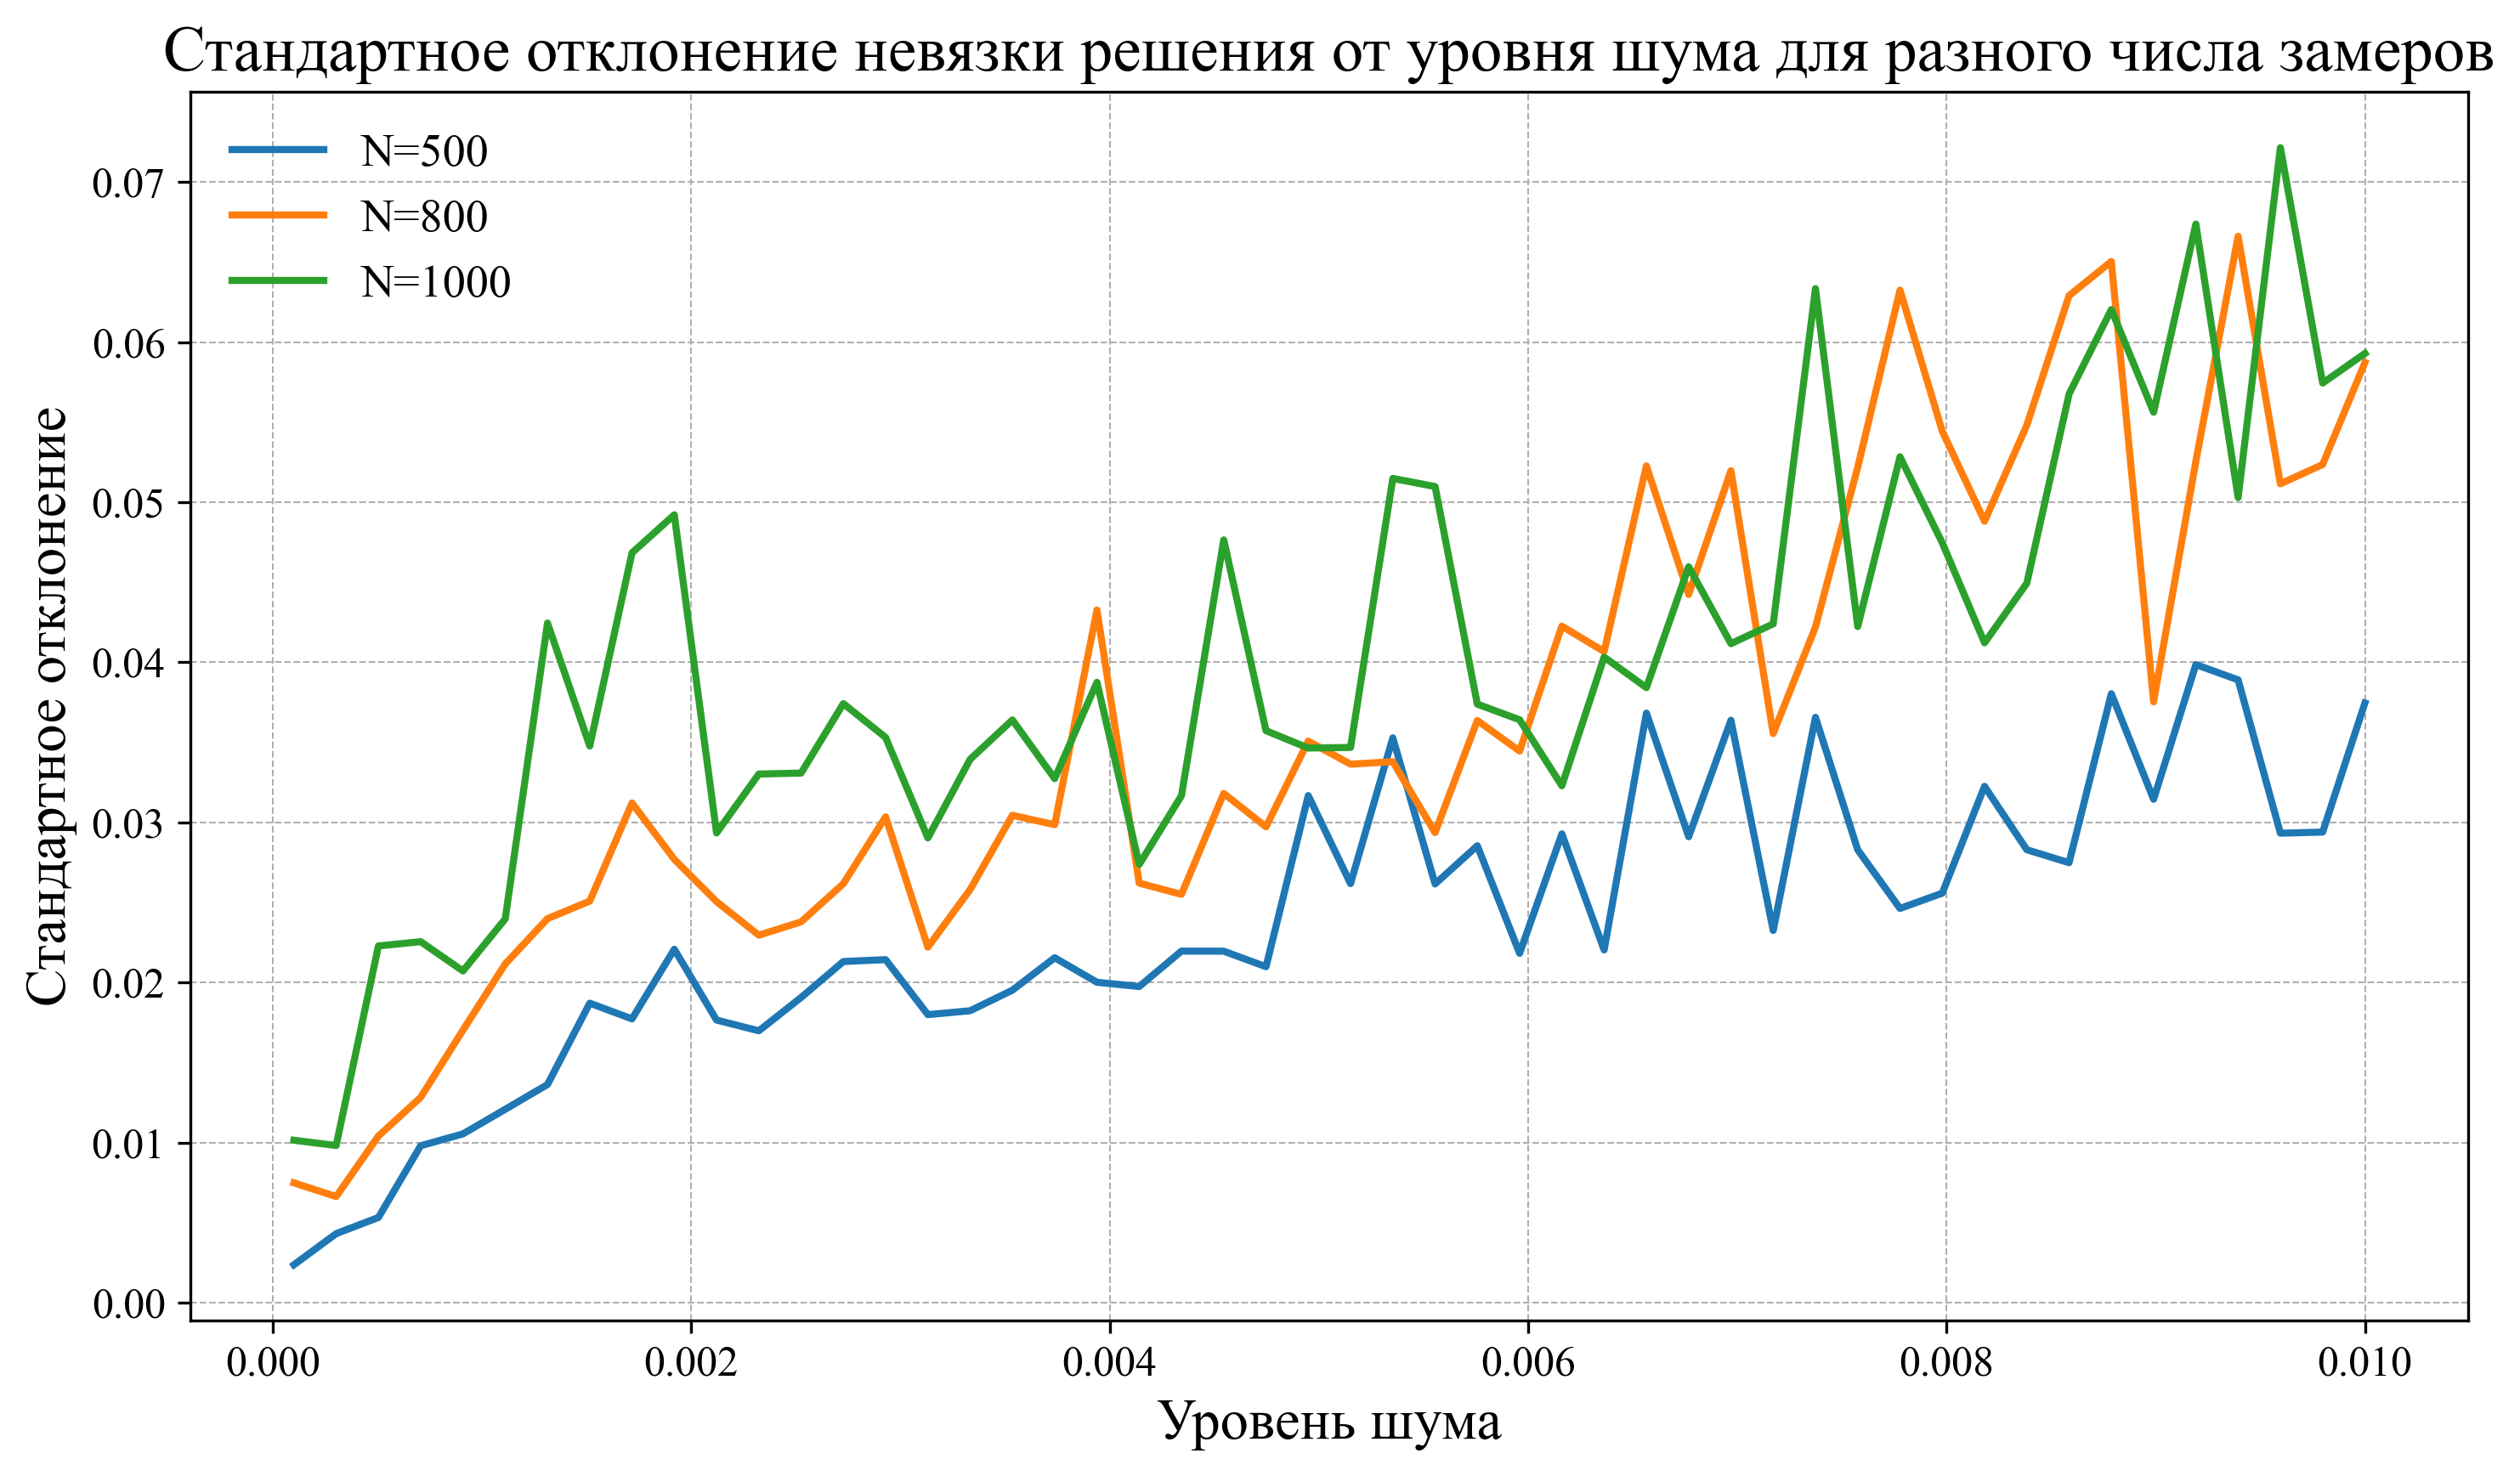 Стандартное отклонение невязки решения от уровня шума для разного числа замеров
N=500
N=800
N=1000
0.07
0.06
0.05
0.04
0.03
0.02
0.01
0.00
Стандартное отклонение
0.000 0.002 0.004 0.006 0.008 0.010
Уровень шума